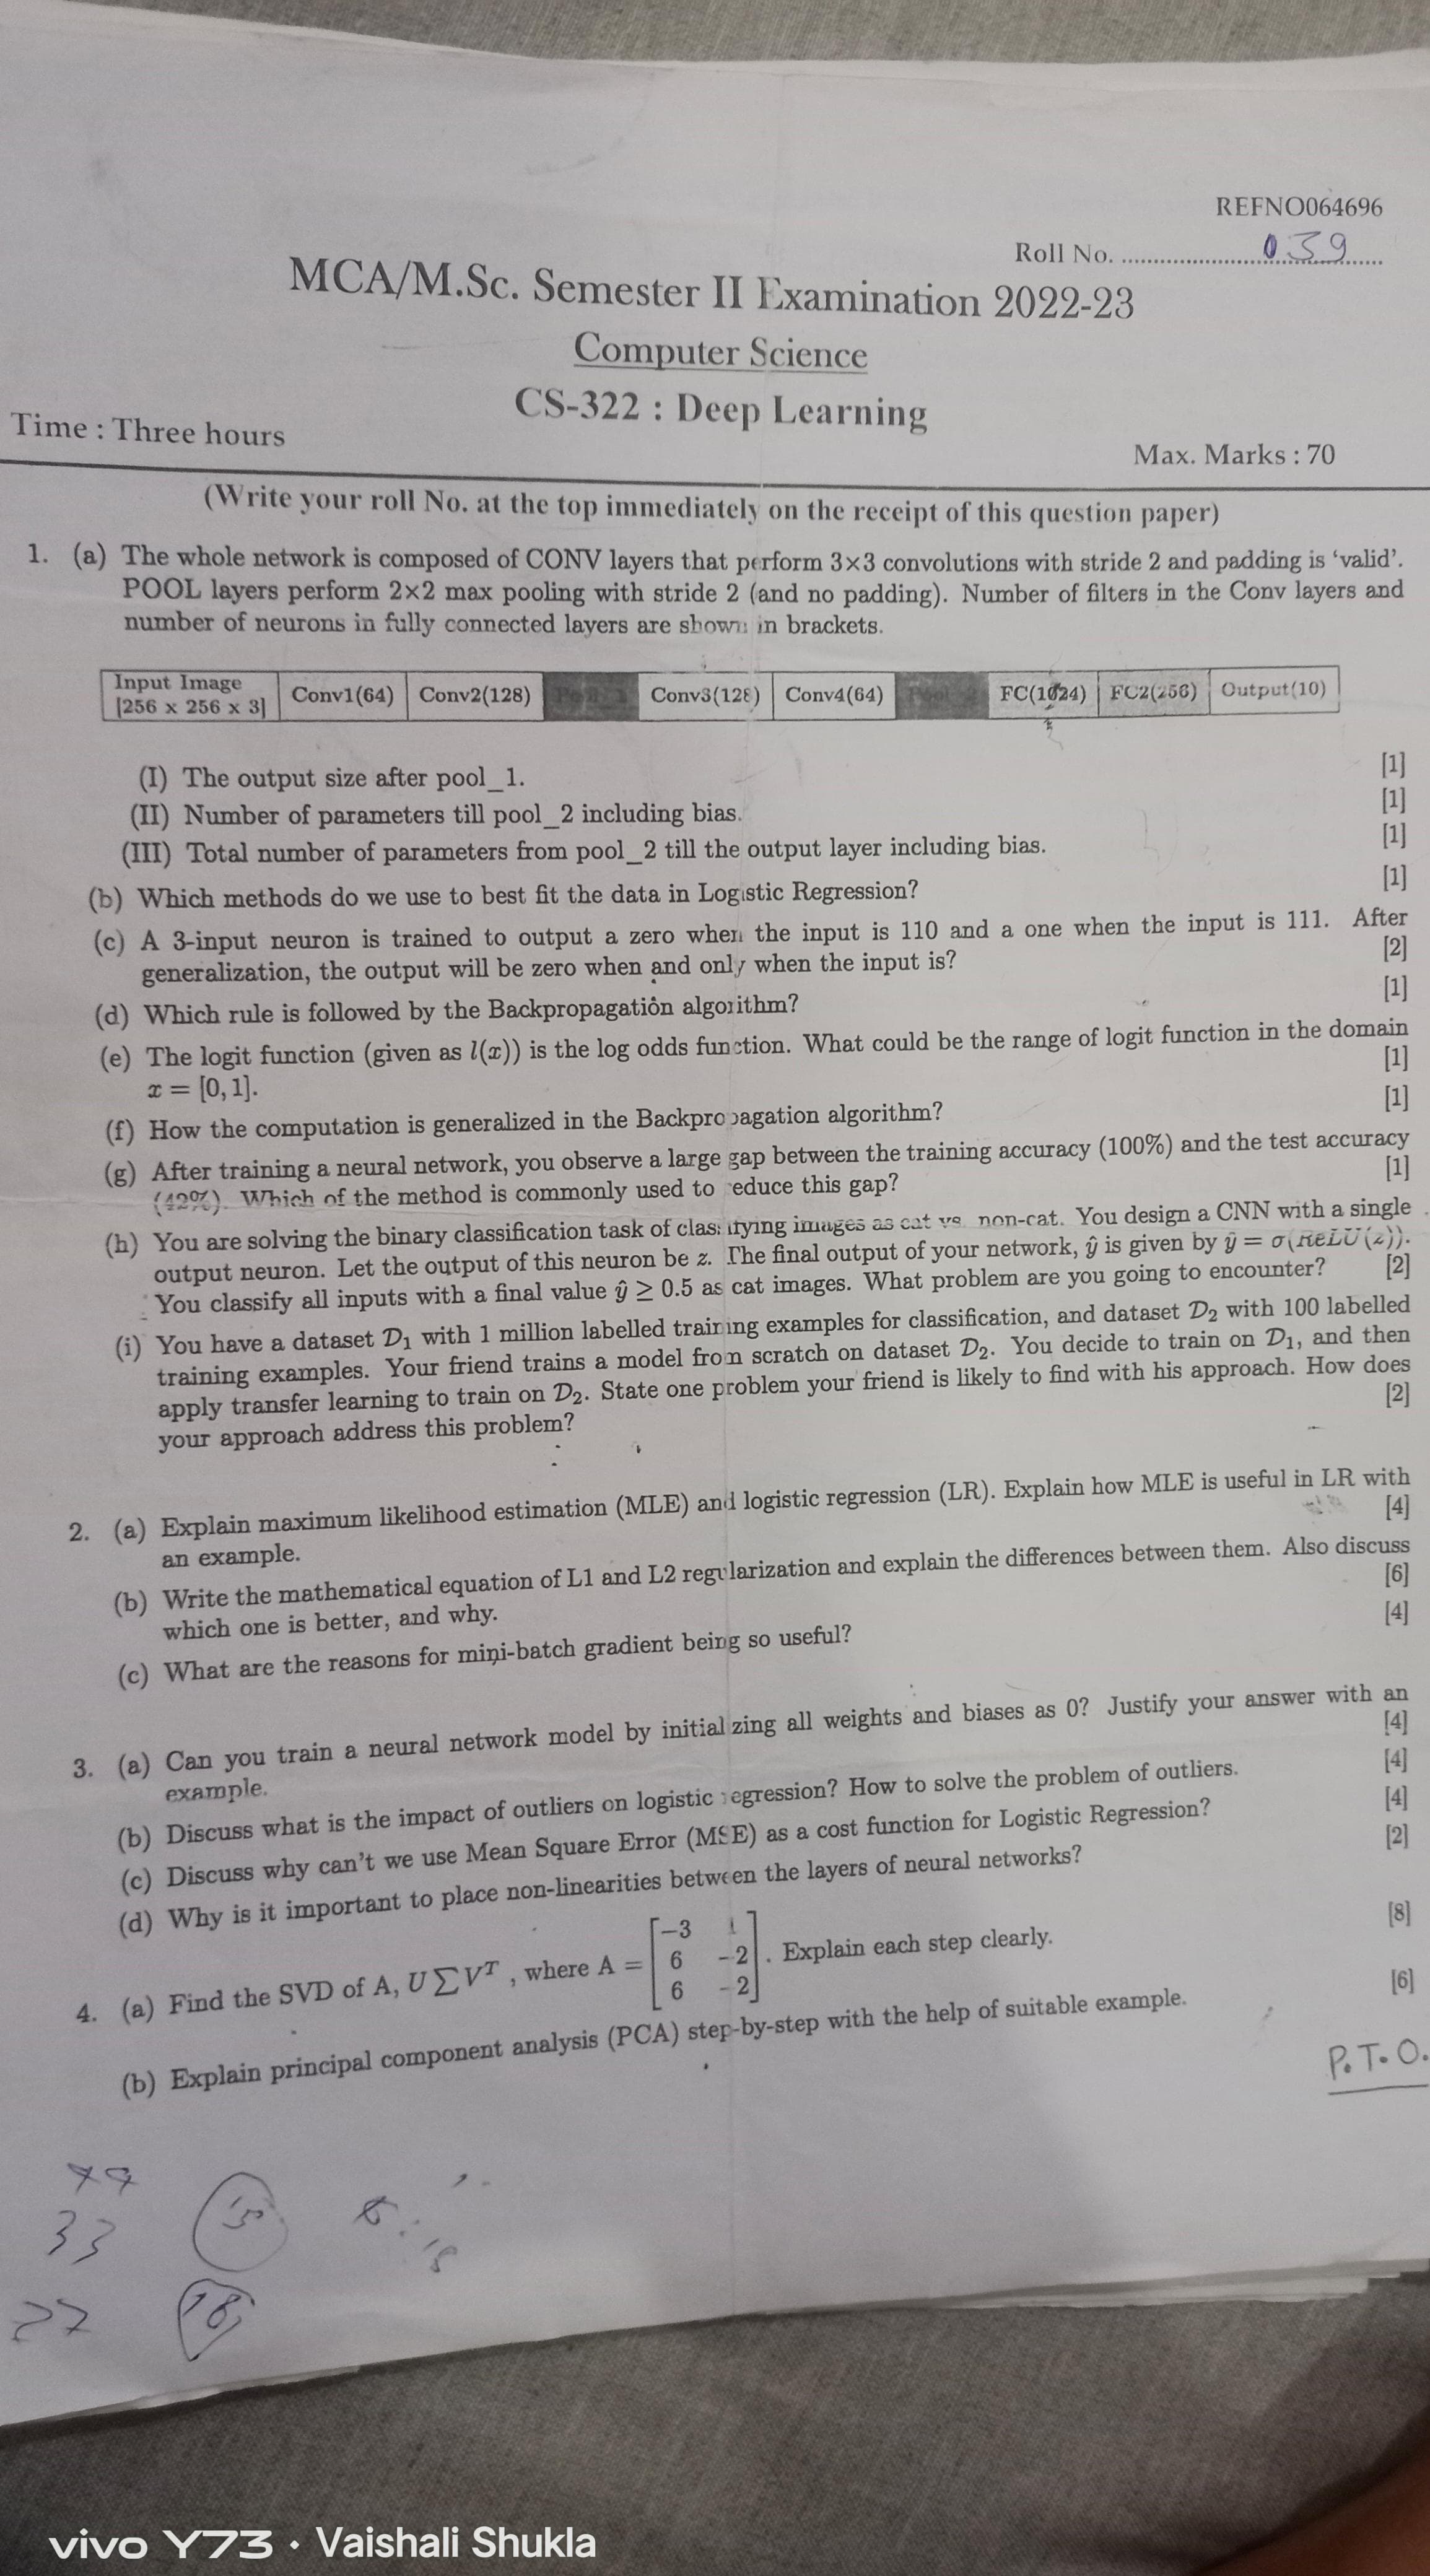 REFNO064696
Roll No. 039
MCA/M.Sc. Semester II Examination 2022-23
Computer Science
CS-322 : Deep Learning
Time : Three hours
Max. Marks : 70
(Write your roll No. at the top immediately on the receipt of this question paper)
1. (a) The whole network is composed of CONV layers that perform 3×3 convolutions with stride 2 and padding is ‘valid’.
POOL layers perform 2×2 max pooling with stride 2 (and no padding). Number of filters in the Conv layers and
number of neurons in fully connected layers are shown in brackets.
Input Image
[256 x 256 x 3]
Conv1(64)
Conv2(128)
Conv3(128)
Conv4(64)
Pool
FC(1024)
FC2(256)
Output(10)
(I) The output size after pool_1. [1]
(II) Number of parameters till pool_2 including bias. [1]
(III) Total number of parameters from pool_2 till the output layer including bias. [1]
(b) Which methods do we use to best fit the data in Logistic Regression? [1]
(c) A 3-input neuron is trained to output a zero when the input is 110 and a one when the input is 111. After
generalization, the output will be zero when and only when the input is? [2]
(d) Which rule is followed by the Backpropagation algorithm? [1]
(e) The logit function (given as l(x)) is the log odds function. What could be the range of logit function in the domain
x = [0, 1]. [1]
(f) How the computation is generalized in the Backpropagation algorithm? [1]
(g) After training a neural network, you observe a large gap between the training accuracy (100%) and the test accuracy
(42%). Which of the method is commonly used to reduce this gap? [1]
(h) You are solving the binary classification task of classifying images as cat vs. non-cat. You design a CNN with a single
output neuron. Let the output of this neuron be z. The final output of your network, ŷ is given by ŷ = σ(ReLU(z)).
You classify all inputs with a final value ŷ ≥ 0.5 as cat images. What problem are you going to encounter? [2]
(i) You have a dataset D₁ with 1 million labelled training examples for classification, and dataset D₂ with 100 labelled
training examples. Your friend trains a model from scratch on dataset D₂. You decide to train on D₁, and then
apply transfer learning to train on D₂. State one problem your friend is likely to find with his approach. How does
your approach address this problem? [2]
2. (a) Explain maximum likelihood estimation (MLE) and logistic regression (LR). Explain how MLE is useful in LR with
an example. [4]
(b) Write the mathematical equation of L1 and L2 regularization and explain the differences between them. Also discuss
which one is better, and why. [6]
(c) What are the reasons for mini-batch gradient being so useful? [4]
3. (a) Can you train a neural network model by initializing all weights and biases as 0? Justify your answer with an
example. [4]
(b) Discuss what is the impact of outliers on logistic regression? How to solve the problem of outliers. [4]
(c) Discuss why can’t we use Mean Square Error (MSE) as a cost function for Logistic Regression? [4]
(d) Why is it important to place non-linearities between the layers of neural networks? [2]
4. (a) Find the SVD of A, U∑Vᵀ , where A = [−3 1
6 −2
6 −2]. Explain each step clearly. [8]
(b) Explain principal component analysis (PCA) step-by-step with the help of suitable example. [6]
P.T.O.
33
15
18
vivo Y73 · Vaishali Shukla